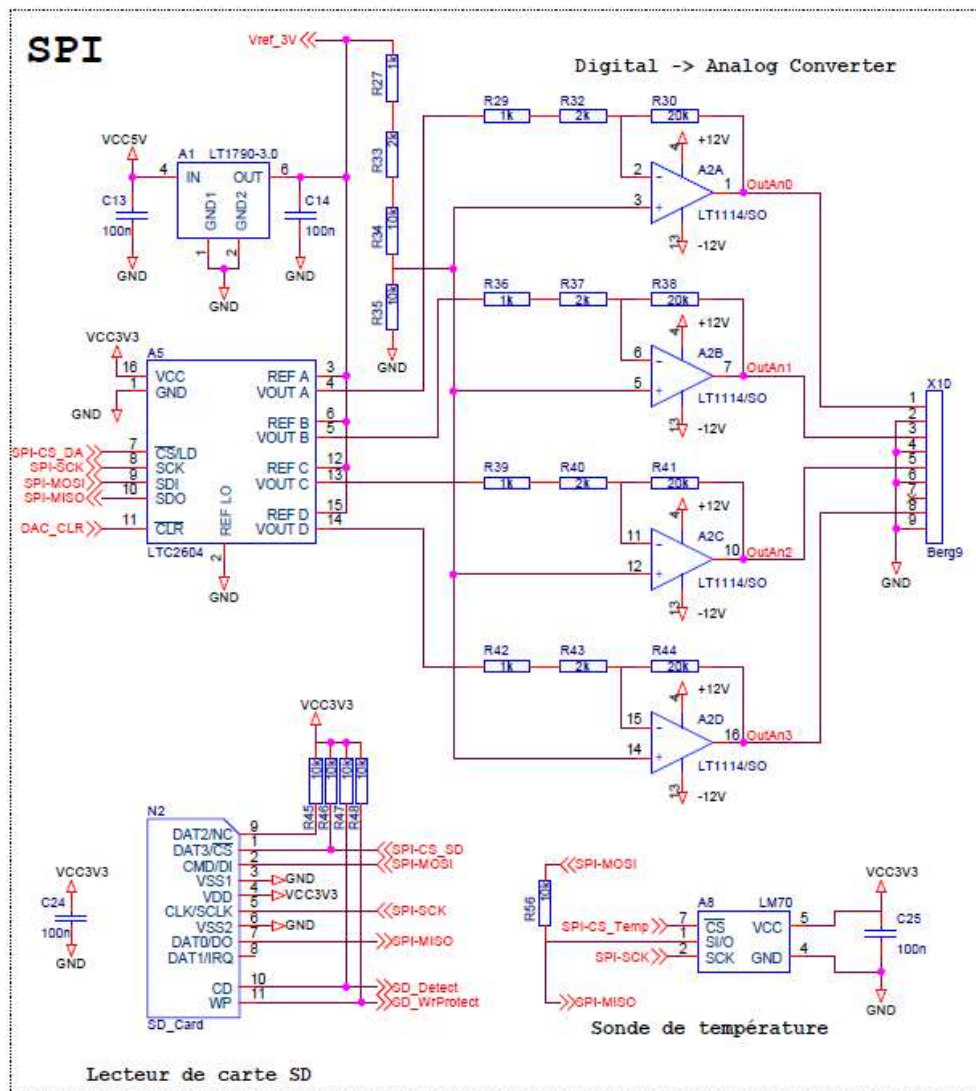 SPI
Vref_3V
R27
1k
Digital -> Analog Converter
R33
2k
R34
10k
R35
10k
GND
VCC5V
A1
LT1790-3.0
4
IN
OUT
6
GND1
GND2
1
2
C13
100n
C14
100n
GND
GND
GND
R29
1k
R32
2k
R30
20k
4
+12V
A2A
2
3
1
OutAn0
LT1114/SO
13
-12V
R36
1k
R37
2k
R38
20k
4
+12V
A2B
6
5
7
OutAn1
LT1114/SO
13
-12V
R39
1k
R40
2k
R41
20k
4
+12V
A2C
11
12
10
OutAn2
LT1114/SO
13
-12V
R42
1k
R43
2k
R44
20k
4
+12V
A2D
15
14
16
OutAn3
LT1114/SO
13
-12V
X10
1
2
3
4
5
6
7
8
9
Berg9
GND
VCC3V3
A5
16
VCC
1
GND
GND
SPI-CS_DA
7
CS/LD
SPI-SCK
8
SCK
SPI-MOSI
9
SDI
SPI-MISO
10
SDO
DAC_CLR
11
CLR
REF LO
2
GND
REF A
3
VOUT A
4
REF B
6
VOUT B
5
REF C
12
VOUT C
13
REF D
15
VOUT D
14
LTC2604
VCC3V3
10k
10k
10k
10k
R45
R46
R47
R48
N2
DAT2/NC
9
DAT3/CS
1
SPI-CS_SD
CMD/DI
2
SPI-MOSI
VSS1
3
GND
VDD
4
VCC3V3
CLK/SCLK
5
SPI-SCK
VSS2
6
GND
DAT0/DO
7
SPI-MISO
DAT1/IRQ
8
CD
10
SD_Detect
WP
11
SD_WrProtect
SD_Card
VCC3V3
C24
100n
GND
SPI-MOSI
R56
10k
A8
LM70
SPI-CS_Temp
7
CS
1
SI/O
SPI-SCK
2
SCK
VCC
5
GND
4
SPI-MISO
VCC3V3
C25
100n
GND
Sonde de température
Lecteur de carte SD